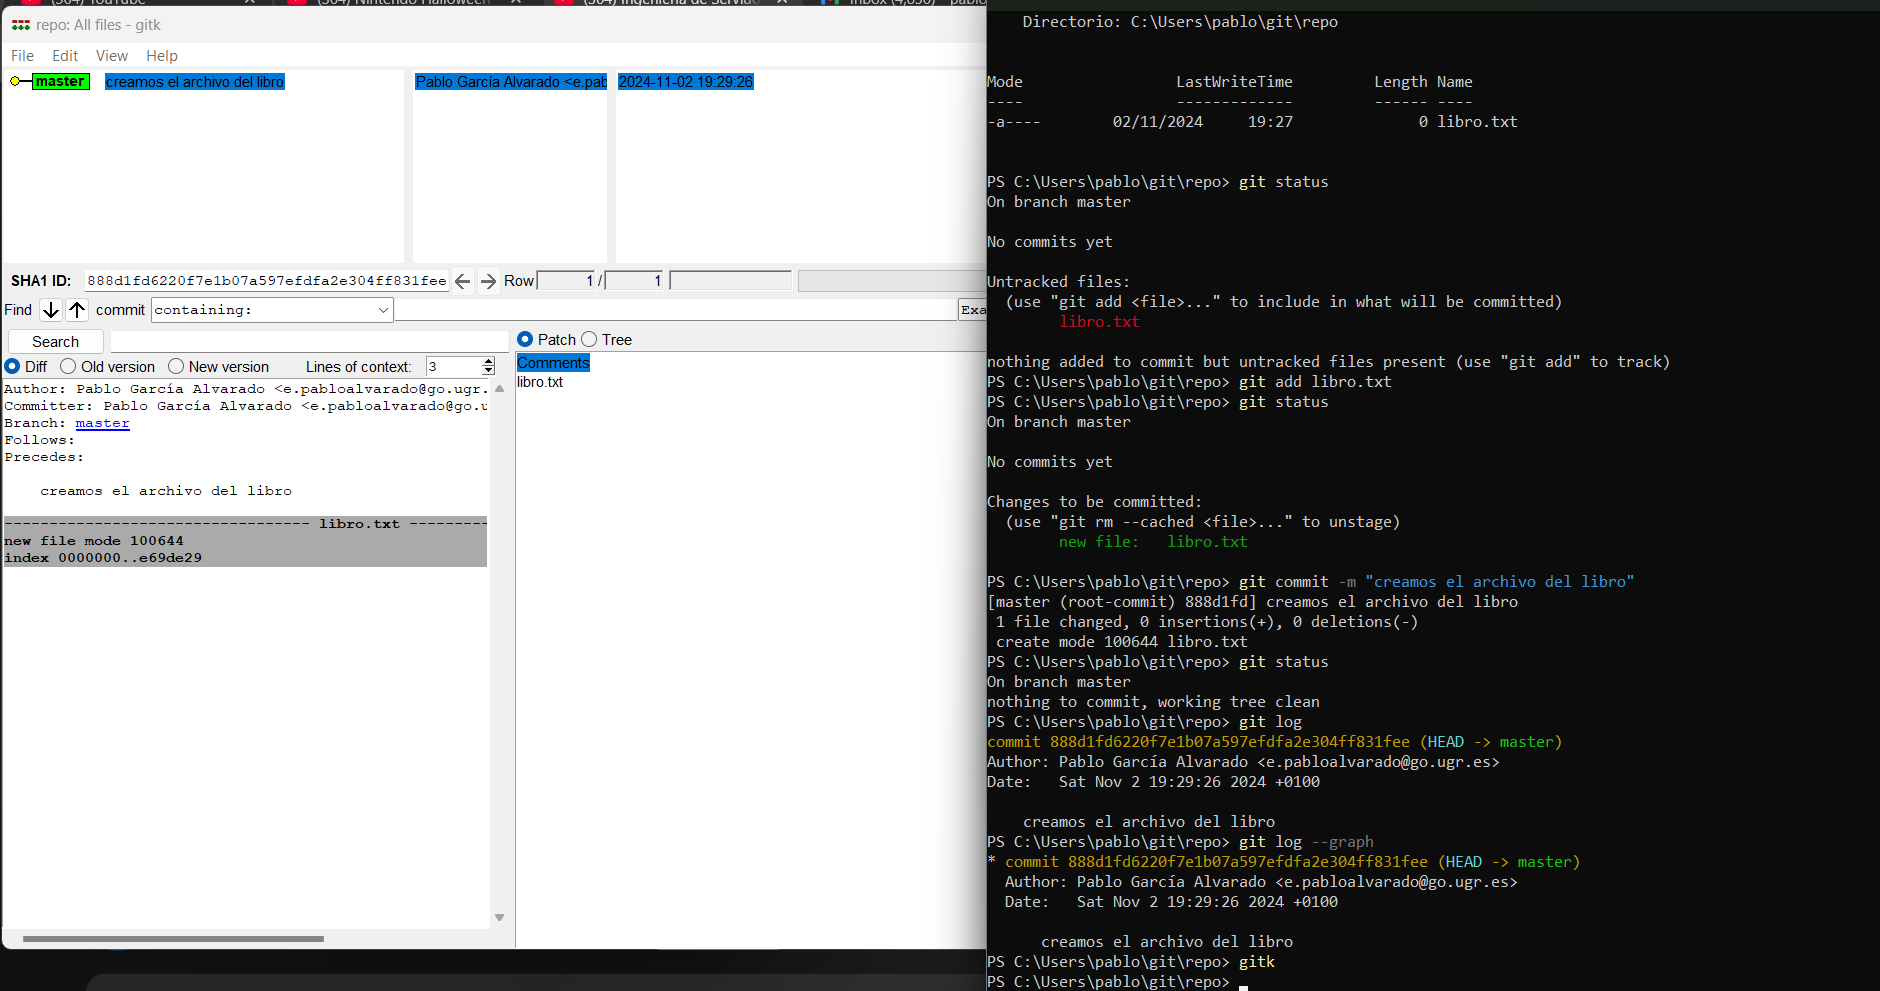 (304) YouTube
(304) Nintendo Halloween
(304) Ingeniería de Servid
repo: All files - gitk
File Edit View Help
master creamos el archivo del libro Pablo García Alvarado <e.pab 2024-11-02 19:29:26
SHA1 ID: 888d1fd6220f7e1b07a597efdfa2e304ff831fee Row 1 / 1
Find commit containing: Exa
Search
Diff Old version New version Lines of context: 3
Patch Tree
Author: Pablo García Alvarado <e.pabloalvarado@go.ugr.
Committer: Pablo García Alvarado <e.pabloalvarado@go.u
Branch: master
Follows:
Precedes:
creamos el archivo del libro
---------------------------------- libro.txt ---------
new file mode 100644
index 0000000..e69de29
Comments
libro.txt
Directorio: C:\Users\pablo\git\repo
Mode LastWriteTime Length Name
---- ------------- ------ ----
-a---- 02/11/2024 19:27 0 libro.txt
PS C:\Users\pablo\git\repo> git status
On branch master
No commits yet
Untracked files:
(use "git add <file>..." to include in what will be committed)
libro.txt
nothing added to commit but untracked files present (use "git add" to track)
PS C:\Users\pablo\git\repo> git add libro.txt
PS C:\Users\pablo\git\repo> git status
On branch master
No commits yet
Changes to be committed:
(use "git rm --cached <file>..." to unstage)
new file: libro.txt
PS C:\Users\pablo\git\repo> git commit -m "creamos el archivo del libro"
[master (root-commit) 888d1fd] creamos el archivo del libro
1 file changed, 0 insertions(+), 0 deletions(-)
create mode 100644 libro.txt
PS C:\Users\pablo\git\repo> git status
On branch master
nothing to commit, working tree clean
PS C:\Users\pablo\git\repo> git log
commit 888d1fd6220f7e1b07a597efdfa2e304ff831fee (HEAD -> master)
Author: Pablo García Alvarado <e.pabloalvarado@go.ugr.es>
Date: Sat Nov 2 19:29:26 2024 +0100
creamos el archivo del libro
PS C:\Users\pablo\git\repo> git log --graph
* commit 888d1fd6220f7e1b07a597efdfa2e304ff831fee (HEAD -> master)
Author: Pablo García Alvarado <e.pabloalvarado@go.ugr.es>
Date: Sat Nov 2 19:29:26 2024 +0100
creamos el archivo del libro
PS C:\Users\pablo\git\repo> gitk
PS C:\Users\pablo\git\repo>